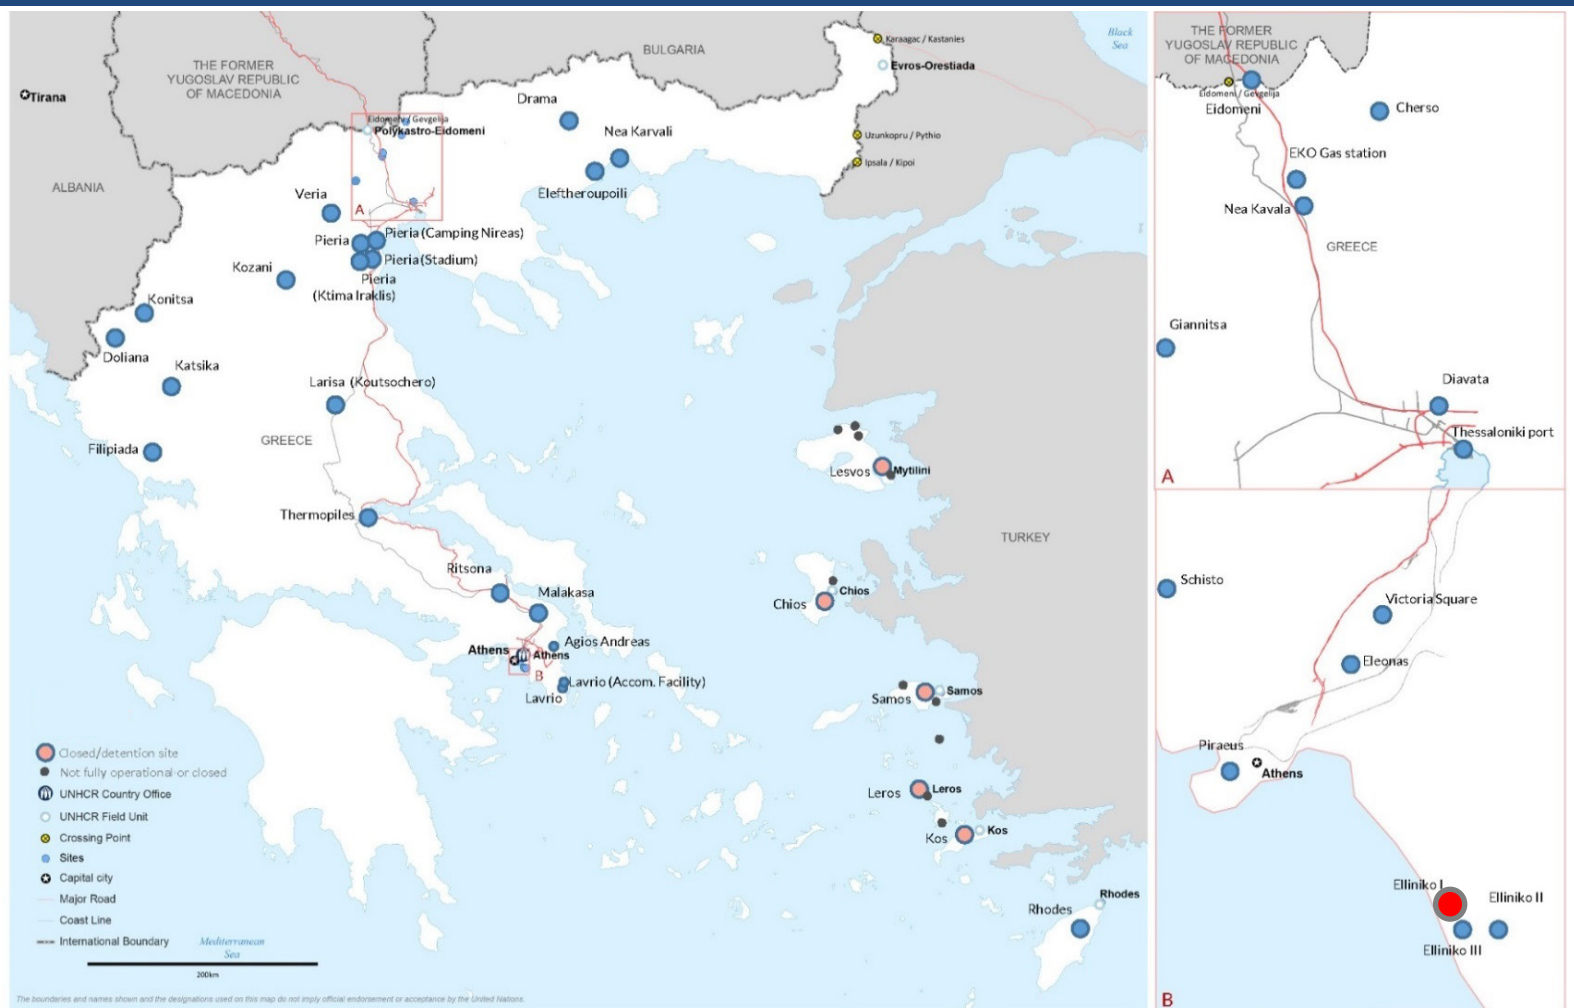 Black
Sea
BULGARIA
Karaagac / Kastanies
Evros-Orestiada
THE FORMER
YUGOSLAV REPUBLIC
OF MACEDONIA
Tirana
Drama
Eidomeni / Gevgelija
Polykastro-Eidomeni
Nea Karvali
Uzunkopru / Pythio
Ipsala / Kipoi
ALBANIA
Veria
A
Eleftheroupoili
Pieria
Pieria (Camping Nireas)
Pieria (Stadium)
Kozani
Pieria
(Ktima Iraklis)
Konitsa
Doliana
Katsika
Larisa (Koutsochero)
GREECE
Filipiada
Lesvos
Mytilini
Thermopiles
TURKEY
Ritsona
Malakasa
Chios
Chios
Agios Andreas
Athens
Athens
B
Lavrio (Accom. Facility)
Lavrio
Samos
Samos
Leros
Leros
Kos
Kos
Rhodes
Rhodes
Closed/detention site
Not fully operational or closed
UNHCR Country Office
UNHCR Field Unit
Crossing Point
Sites
Capital city
Major Road
Coast Line
International Boundary
Mediterranean
Sea
200km
The boundaries and names shown and the designations used on this map do not imply official endorsement or acceptance by the United Nations.
THE FORMER
YUGOSLAV REPUBLIC
OF MACEDONIA
Eidomeni / Gevgelija
Eidomeni
Cherso
EKO Gas station
Nea Kavala
GREECE
Giannitsa
Diavata
Thessaloniki port
A
Schisto
Victoria Square
Eleonas
Piraeus
Athens
Elliniko I
Elliniko II
Elliniko III
B